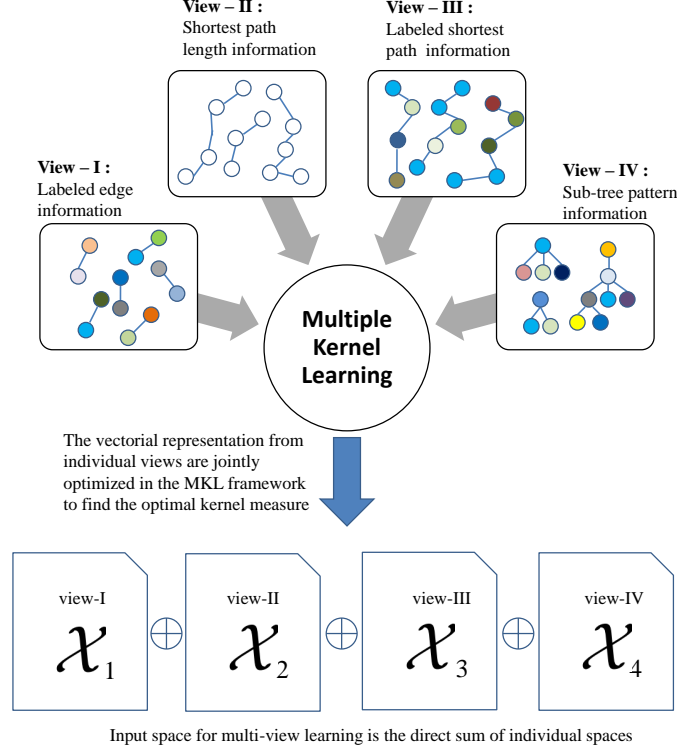 View – II :
Shortest path
length information
View – III :
Labeled shortest
path information
View – I :
Labeled edge
information
View – IV :
Sub-tree pattern
information
Multiple
Kernel
Learning
The vectorial representation from
individual views are jointly
optimized in the MKL framework
to find the optimal kernel measure
view-I
𝒳1
view-II
𝒳2
view-III
𝒳3
view-IV
𝒳4
Input space for multi-view learning is the direct sum of individual spaces